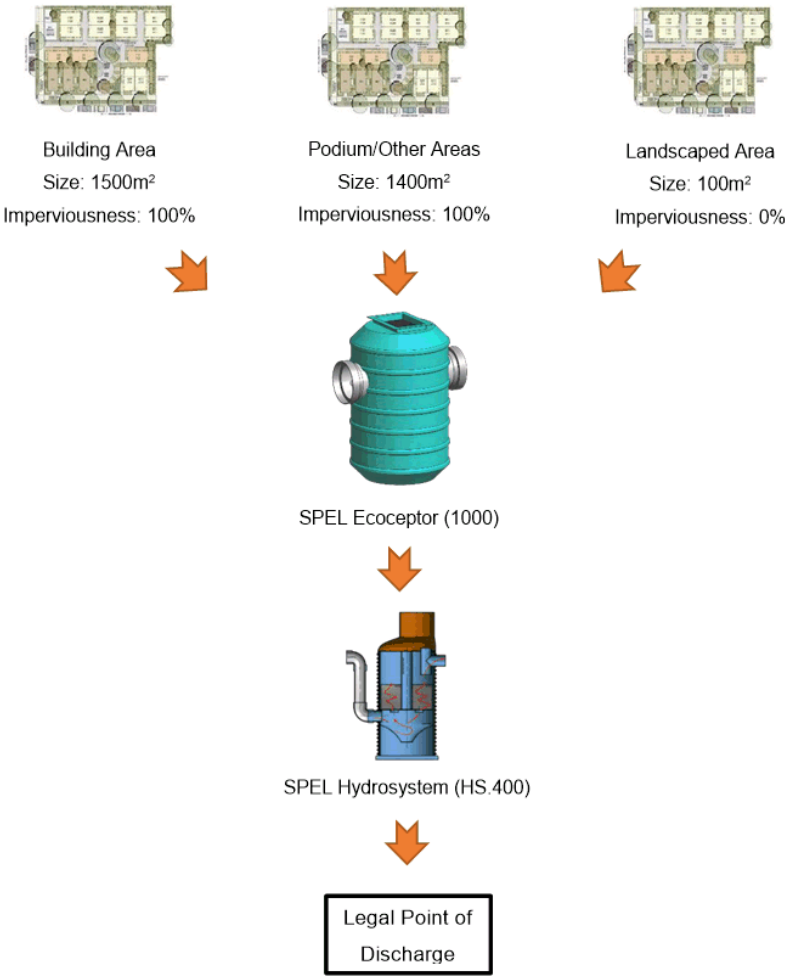 Building Area
Size: 1500m²
Imperviousness: 100%
Podium/Other Areas
Size: 1400m²
Imperviousness: 100%
Landscaped Area
Size: 100m²
Imperviousness: 0%
SPEL Ecoceptor (1000)
SPEL Hydrosystem (HS.400)
Legal Point of
Discharge